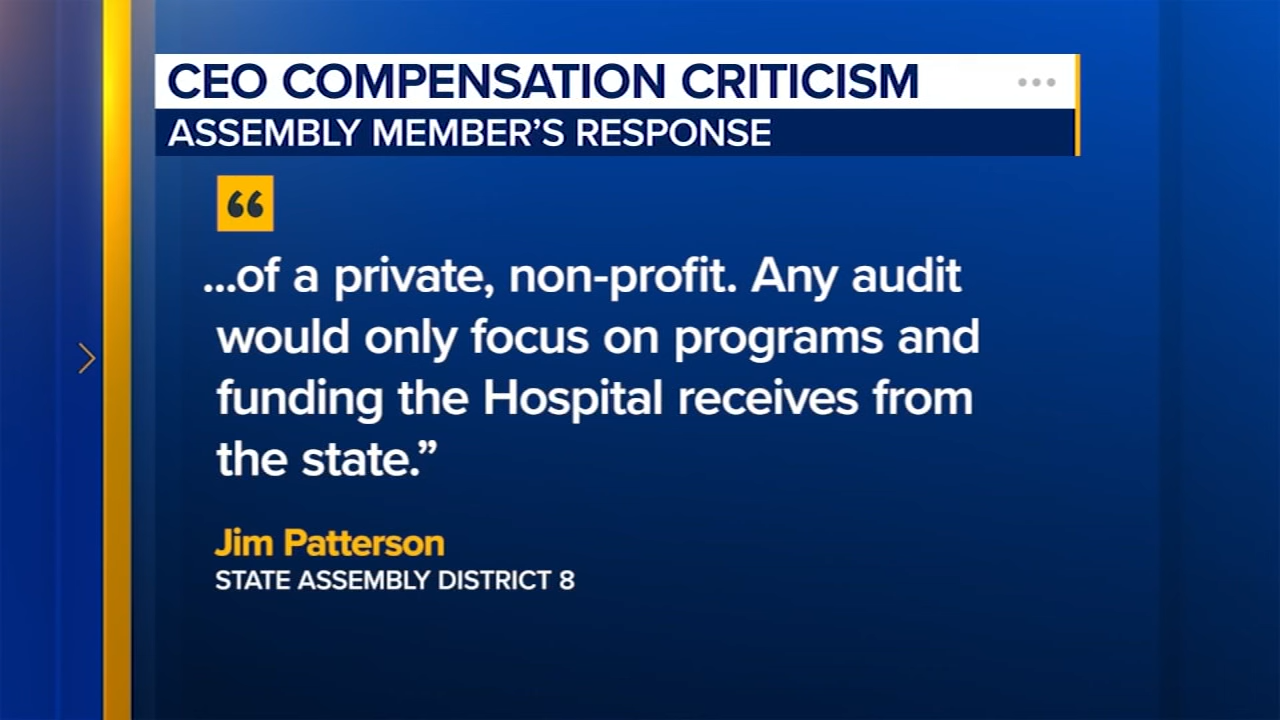 CEO COMPENSATION CRITICISM
ASSEMBLY MEMBER’S RESPONSE
“
...of a private, non-profit. Any audit
would only focus on programs and
funding the Hospital receives from
the state.”
Jim Patterson
STATE ASSEMBLY DISTRICT 8